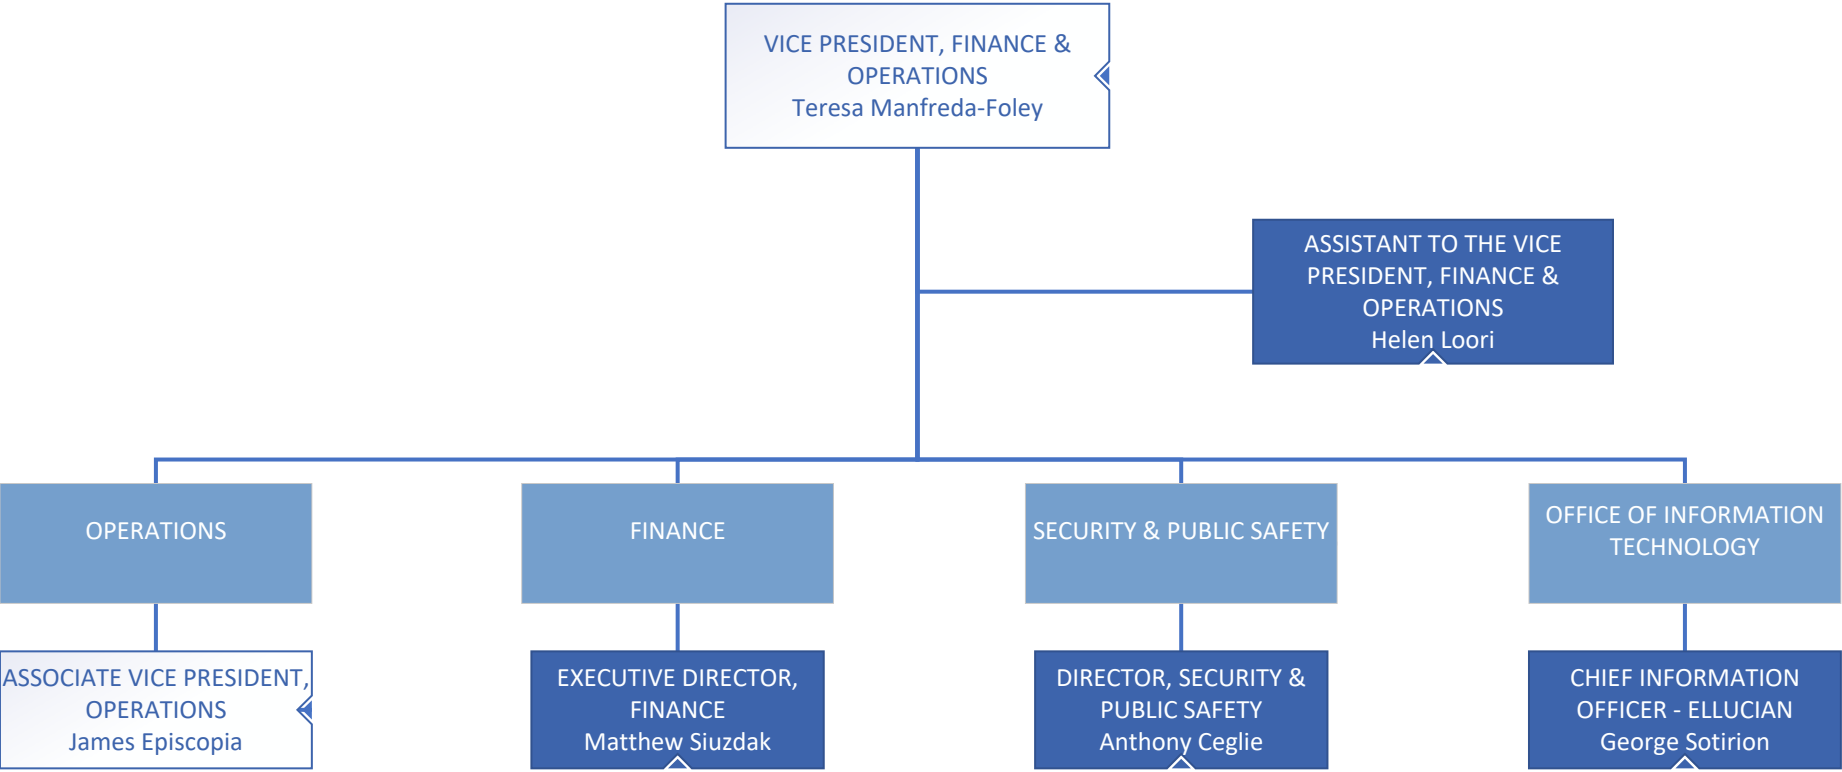 VICE PRESIDENT, FINANCE &
OPERATIONS
Teresa Manfreda-Foley
ASSISTANT TO THE VICE
PRESIDENT, FINANCE &
OPERATIONS
Helen Loori
OPERATIONS
FINANCE
SECURITY & PUBLIC SAFETY
OFFICE OF INFORMATION
TECHNOLOGY
ASSOCIATE VICE PRESIDENT,
OPERATIONS
James Episcopia
EXECUTIVE DIRECTOR,
FINANCE
Matthew Siuzdak
DIRECTOR, SECURITY &
PUBLIC SAFETY
Anthony Ceglie
CHIEF INFORMATION
OFFICER - ELLUCIAN
George Sotirion